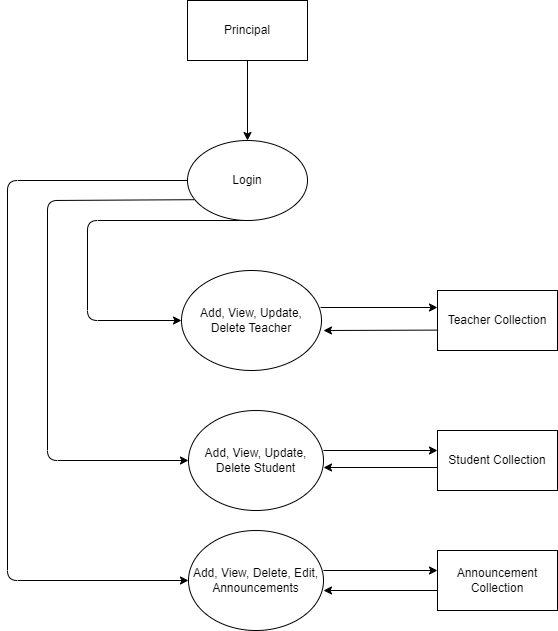 Principal
Login
Add, View, Update,
Delete Teacher
Teacher Collection
Add, View, Update,
Delete Student
Student Collection
Add, View, Delete, Edit,
Announcements
Announcement
Collection